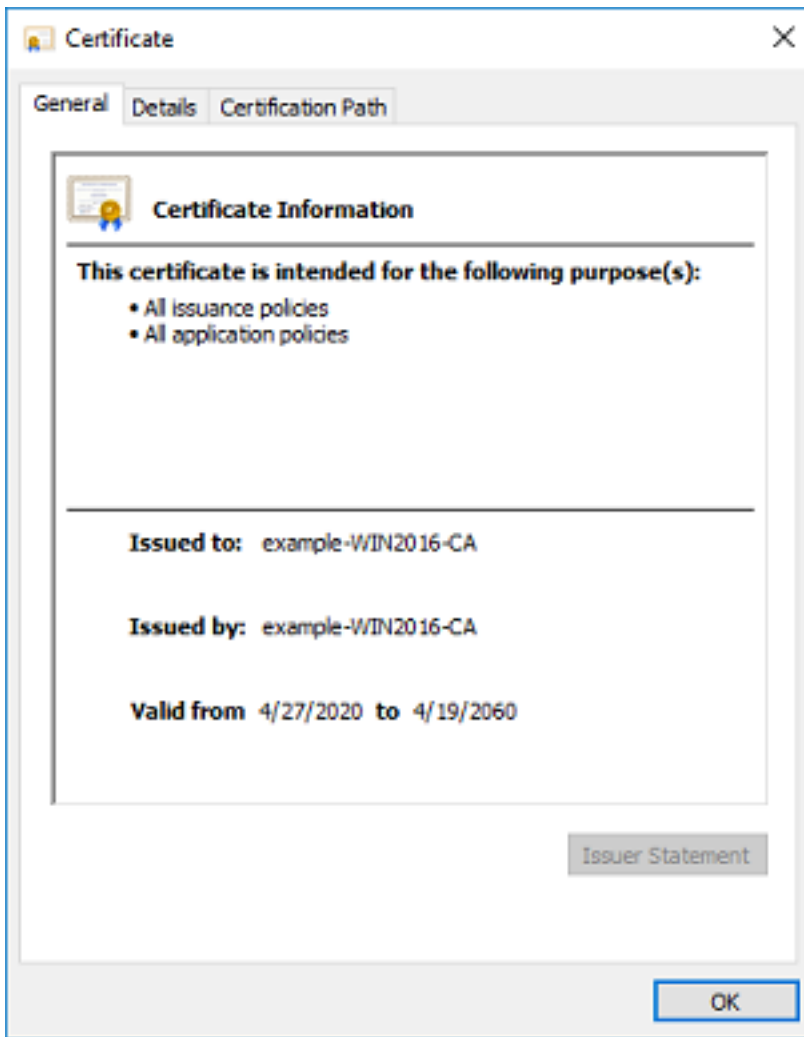 Certificate
General Details Certification Path
Certificate Information
This certificate is intended for the following purpose(s):
• All issuance policies
• All application policies
Issued to: example-WIN2016-CA
Issued by: example-WIN2016-CA
Valid from 4/27/2020 to 4/19/2060
Issuer Statement
OK